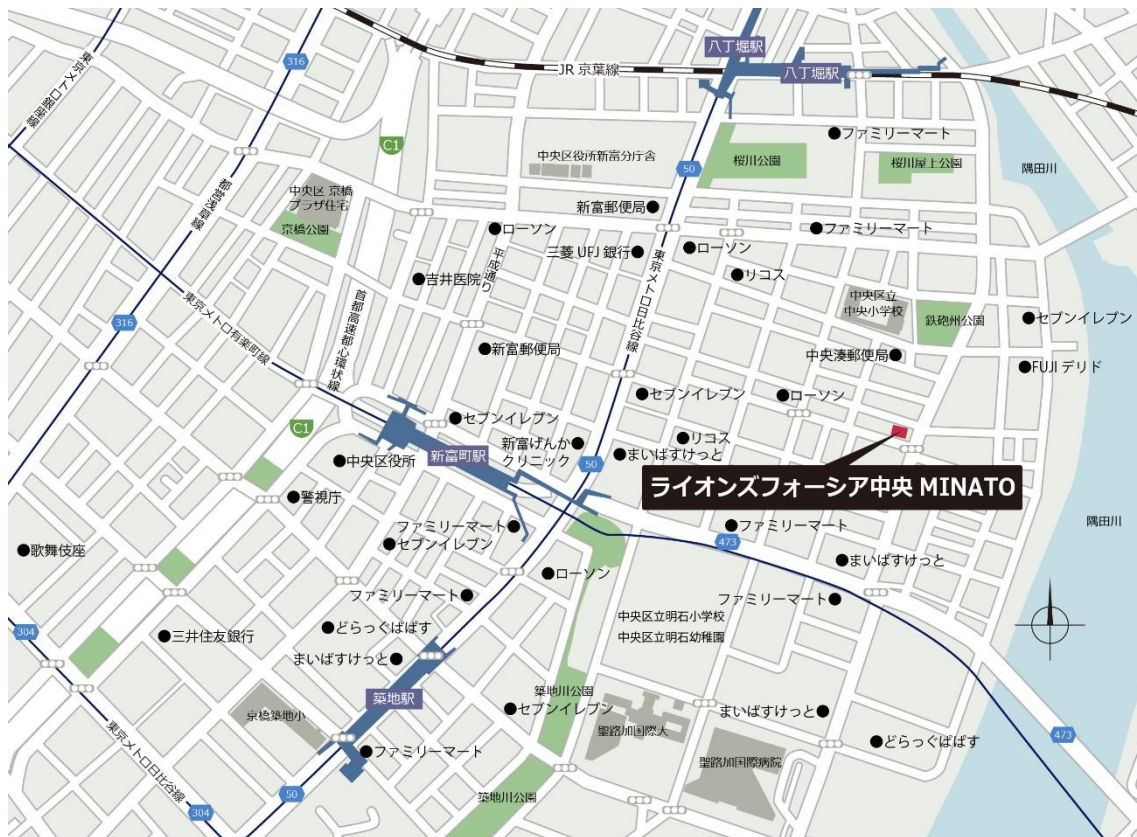 八丁堀駅
316
JR 京葉線
八丁堀駅
東京メトロ銀座線
C1
ファミリーマート
中央区役所新富分庁舎
50
桜川公園
桜川屋上公園
隅田川
中央区 京橋
プラザ住宅
都営浅草線
新富郵便局
京橋公園
ローソン
ファミリーマート
三菱 UFJ 銀行
ローソン
平成通り
吉井医院
リコス
東京メトロ日比谷線
中央区立
中央小学校
鉄砲州公園
316
東京メトロ有楽町線
首都高速都心環状線
セブンイレブン
新富郵便局
中央湊郵便局
FUJI デリド
セブンイレブン
ローソン
C1
セブンイレブン
新富町駅
新富げんか
クリニック
リコス
中央区役所
50
まいばすけっと
ライオンズフォーシア中央 MINATO
警視庁
ファミリーマート
ファミリーマート
隅田川
セブンイレブン
473
歌舞伎座
まいばすけっと
ローソン
ファミリーマート
ファミリーマート
中央区立明石小学校
どらっぐぱぱす
304
三井住友銀行
中央区立明石幼稚園
まいばすけっと
築地駅
築地川公園
セブンイレブン
まいばすけっと
京橋築地小
聖路加国際大
473
東京メトロ日比谷線
ファミリーマート
どらっぐぱぱす
聖路加国際病院
50
築地川公園
304